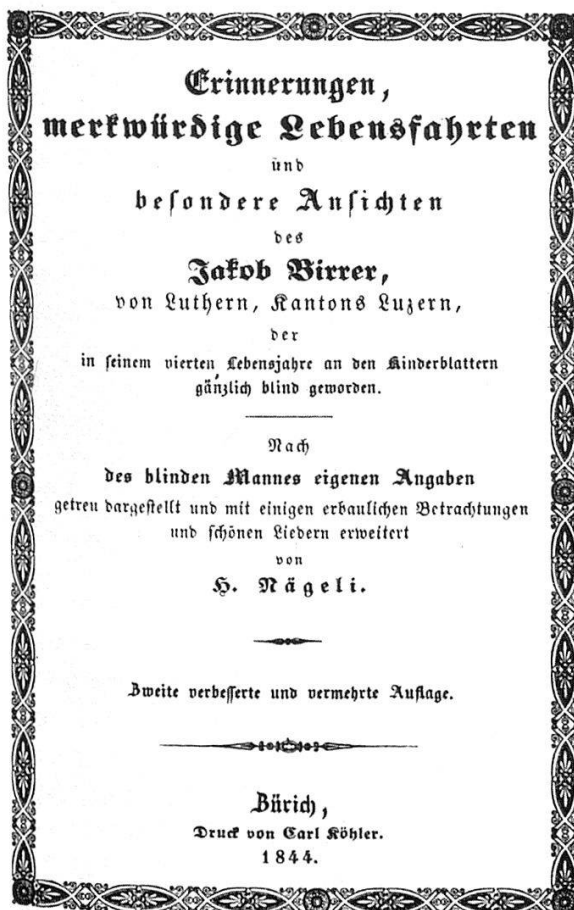 Erinnerungen,
merkwürdige Lebensfahrten
und
besondere Ansichten
des
Jakob Birrer,
von Luthern, Kantons Luzern,
der
in seinem vierten Lebensjahre an den Kinderblattern
gänzlich blind geworden.
Nach
des blinden Mannes eigenen Angaben
getreu dargestellt und mit einigen erbaulichen Betrachtungen
und schönen Liedern erweitert
von
H. Nägeli.
Zweite verbesserte und vermehrte Auflage.
Zürich,
Druck von Carl Köhler.
1844.